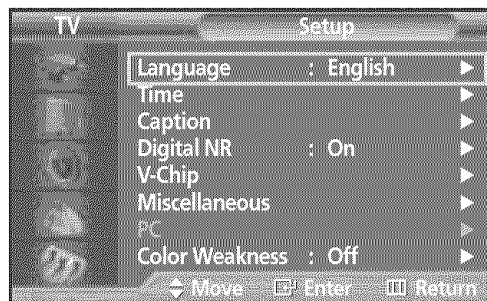 TV Setup
Language : English
Time
Caption
Digital NR : On
V-Chip
Miscellaneous
PC
Color Weakness : Off
Move Enter Return